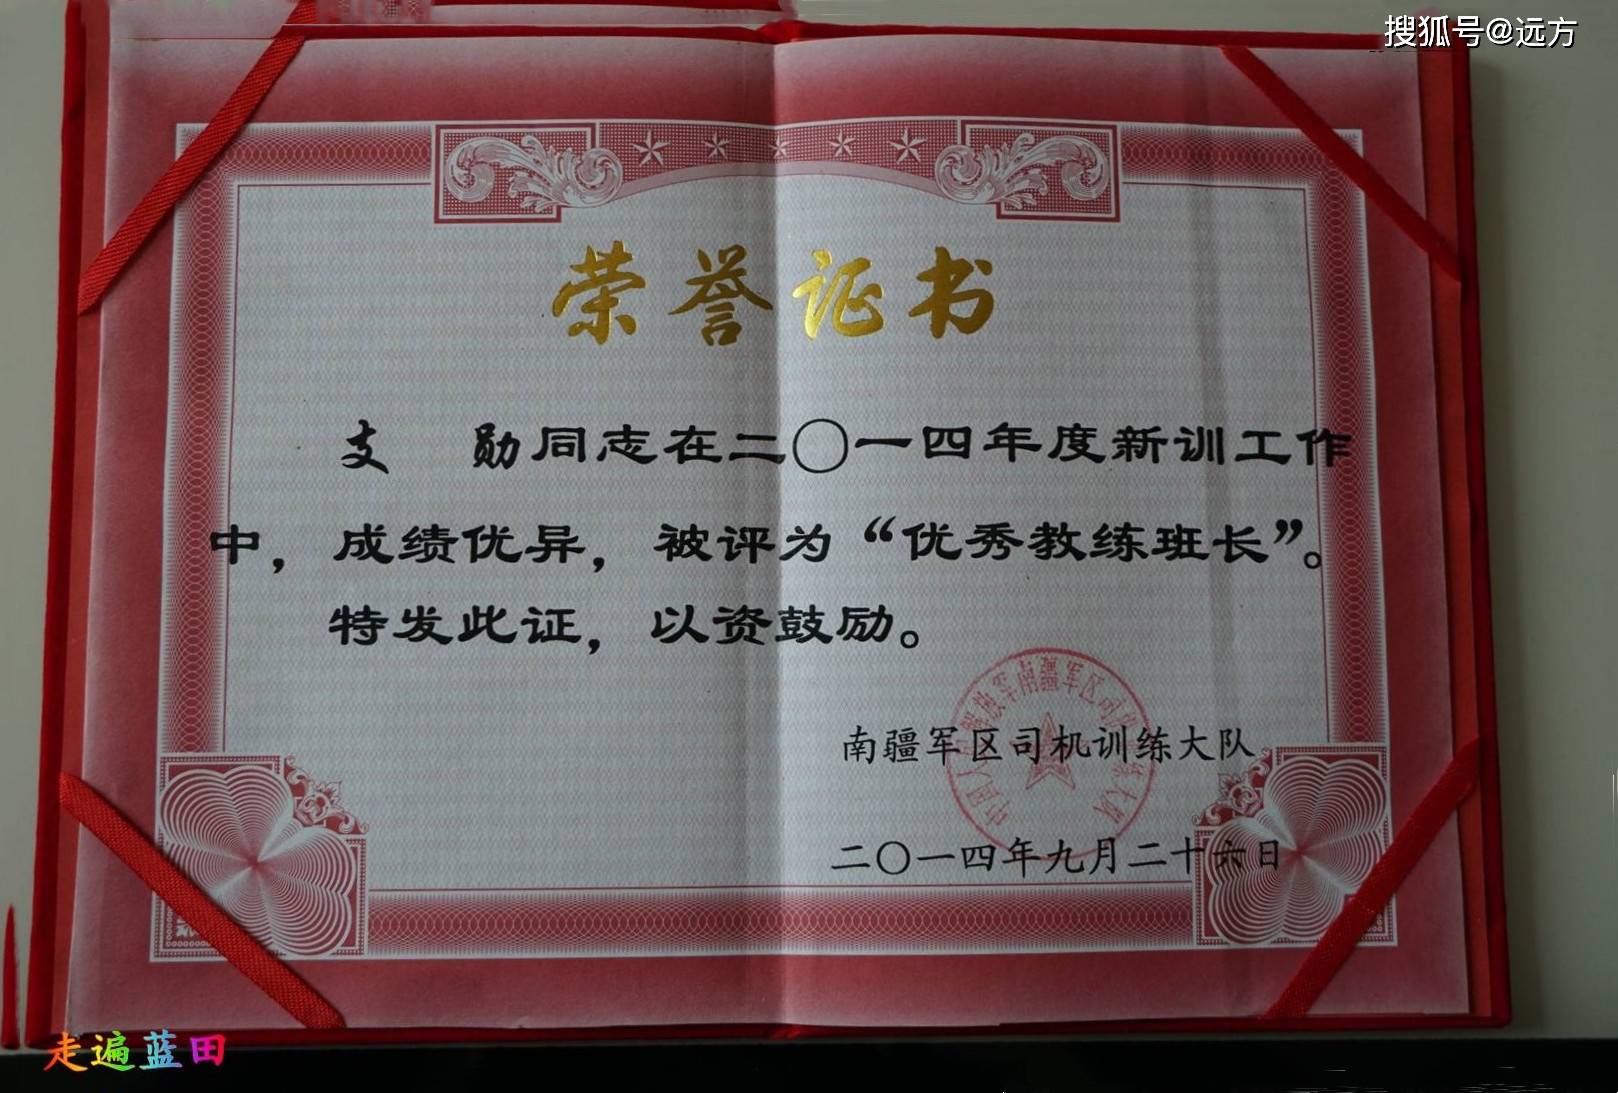 搜狐号@远方
荣誉证书
支 勋同志在二〇一四年度新训工作
中，成绩优异，被评为“优秀教练班长”。
特发此证，以资鼓励。
南疆军区司机训练大队
二〇一四年九月二十六日
走遍蓝田